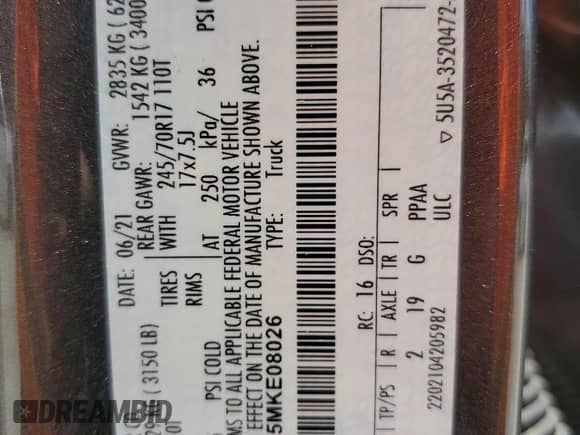 DATE: 06/21 GVWR: 2835 KG
REAR GAWR: 1542 KG ( 3400
( 3150 LB) TIRES WITH 245/70R17 110T
RIMS 17x7.5J
PSI COLD AT 250 kPa/ 36 PSI
TO ALL APPLICABLE FEDERAL MOTOR VEHICLE
EFFECT ON THE DATE OF MANUFACTURE SHOWN ABOVE.
5MKE08026 TYPE: Truck
RC: 16 DSO:
TP/PS R AXLE TR SPR
2 19 G PPAA
ULC
2202104205982 ▽ 5U5A-3520472-
DREAMBID